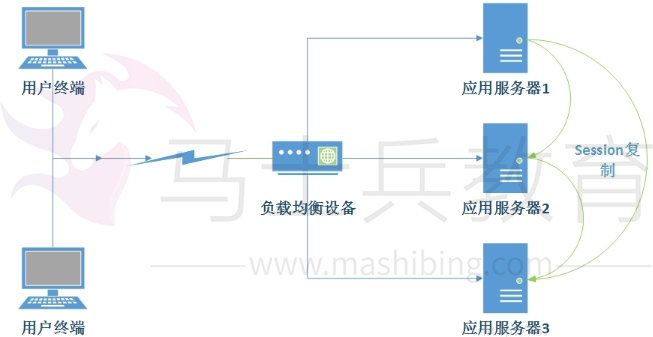 用户终端
应用服务器1
Session复
制
负载均衡设备
应用服务器2
马士兵教育
www.mashibing.com
用户终端
应用服务器3